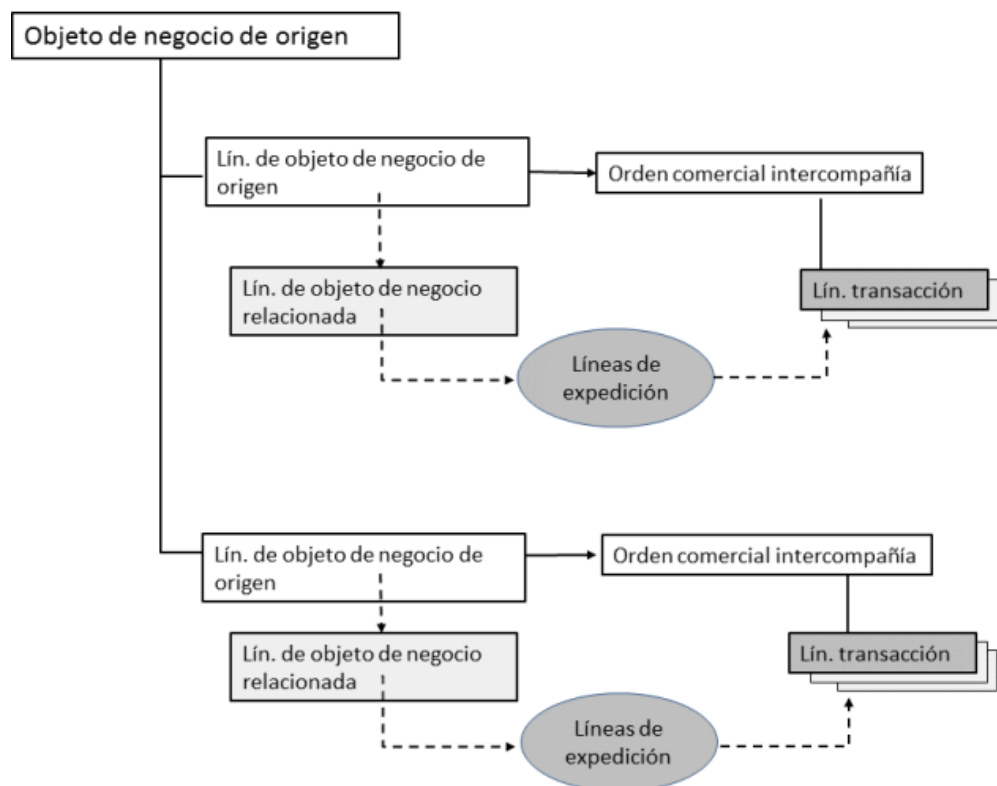 Objeto de negocio de origen
Lín. de objeto de negocio de
origen
Orden comercial intercompañía
Lín. de objeto de negocio
relacionada
Lín. transacción
Líneas de
expedición
Lín. de objeto de negocio de
origen
Orden comercial intercompañía
Lín. de objeto de negocio
relacionada
Lín. transacción
Líneas de
expedición